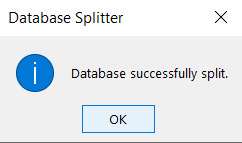 Database Splitter
Database successfully split.
OK